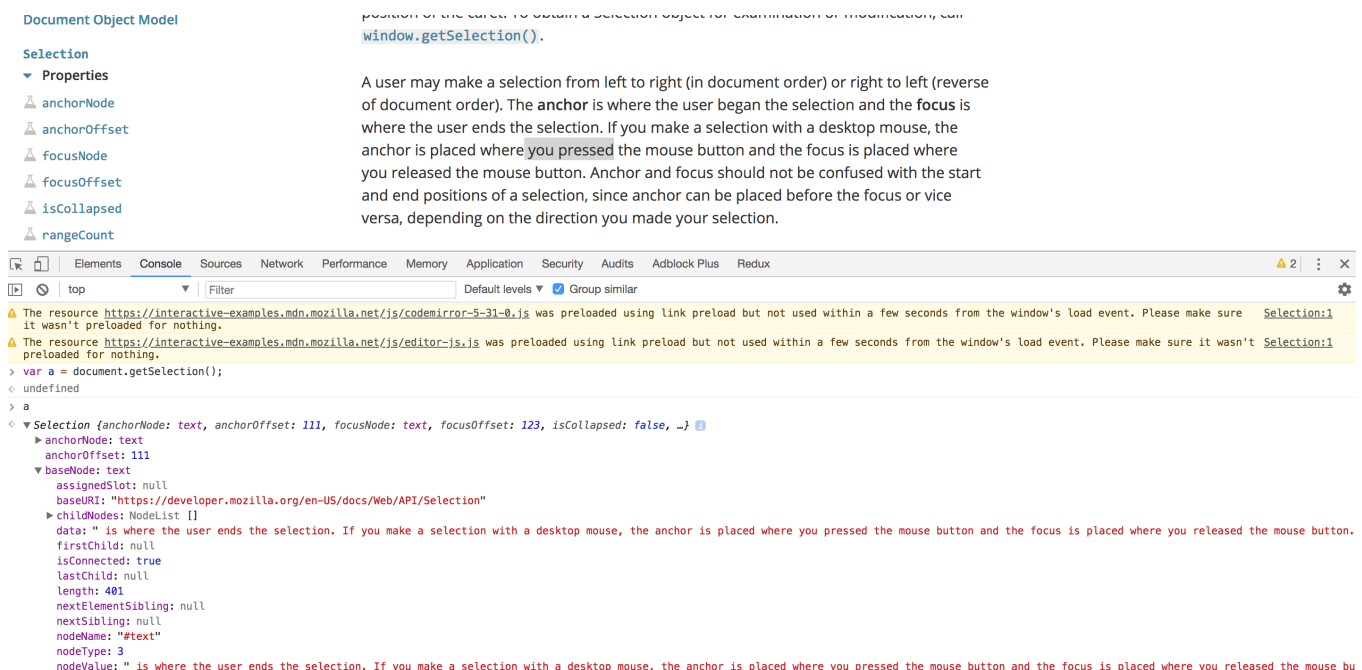 Document Object Model
position of the caret. To obtain a Selection object for examination or modification, call
window.getSelection().
Selection
Properties
anchorNode
anchorOffset
focusNode
focusOffset
isCollapsed
rangeCount
A user may make a selection from left to right (in document order) or right to left (reverse
of document order). The anchor is where the user began the selection and the focus is
where the user ends the selection. If you make a selection with a desktop mouse, the
anchor is placed where you pressed the mouse button and the focus is placed where
you released the mouse button. Anchor and focus should not be confused with the start
and end positions of a selection, since anchor can be placed before the focus or vice
versa, depending on the direction you made your selection.
Elements Console Sources Network Performance Memory Application Security Audits Adblock Plus Redux 2
top Filter Default levels Group similar
The resource https://interactive-examples.mdn.mozilla.net/js/codemirror-5-31-0.js was preloaded using link preload but not used within a few seconds from the window's load event. Please make sure Selection:1
it wasn't preloaded for nothing.
The resource https://interactive-examples.mdn.mozilla.net/js/editor-js.js was preloaded using link preload but not used within a few seconds from the window's load event. Please make sure it wasn't Selection:1
preloaded for nothing.
> var a = document.getSelection();
undefined
> a
Selection {anchorNode: text, anchorOffset: 111, focusNode: text, focusOffset: 123, isCollapsed: false, …}
anchorNode: text
anchorOffset: 111
baseNode: text
assignedSlot: null
baseURI: "https://developer.mozilla.org/en-US/docs/Web/API/Selection"
childNodes: NodeList []
data: " is where the user ends the selection. If you make a selection with a desktop mouse, the anchor is placed where you pressed the mouse button and the focus is placed where you released the mouse button.
firstChild: null
isConnected: true
lastChild: null
length: 401
nextElementSibling: null
nextSibling: null
nodeName: "#text"
nodeType: 3
nodeValue: " is where the user ends the selection. If you make a selection with a desktop mouse, the anchor is placed where you pressed the mouse button and the focus is placed where you released the mouse bu